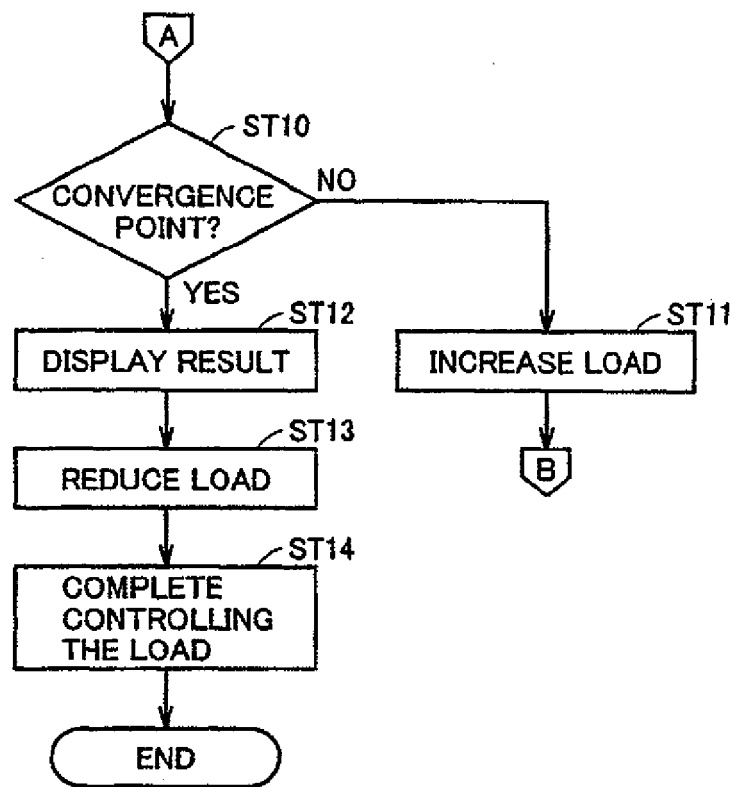 A
ST10
CONVERGENCE
POINT?
NO
YES
ST12
DISPLAY RESULT
ST11
INCREASE LOAD
ST13
REDUCE LOAD
B
ST14
COMPLETE
CONTROLLING
THE LOAD
END